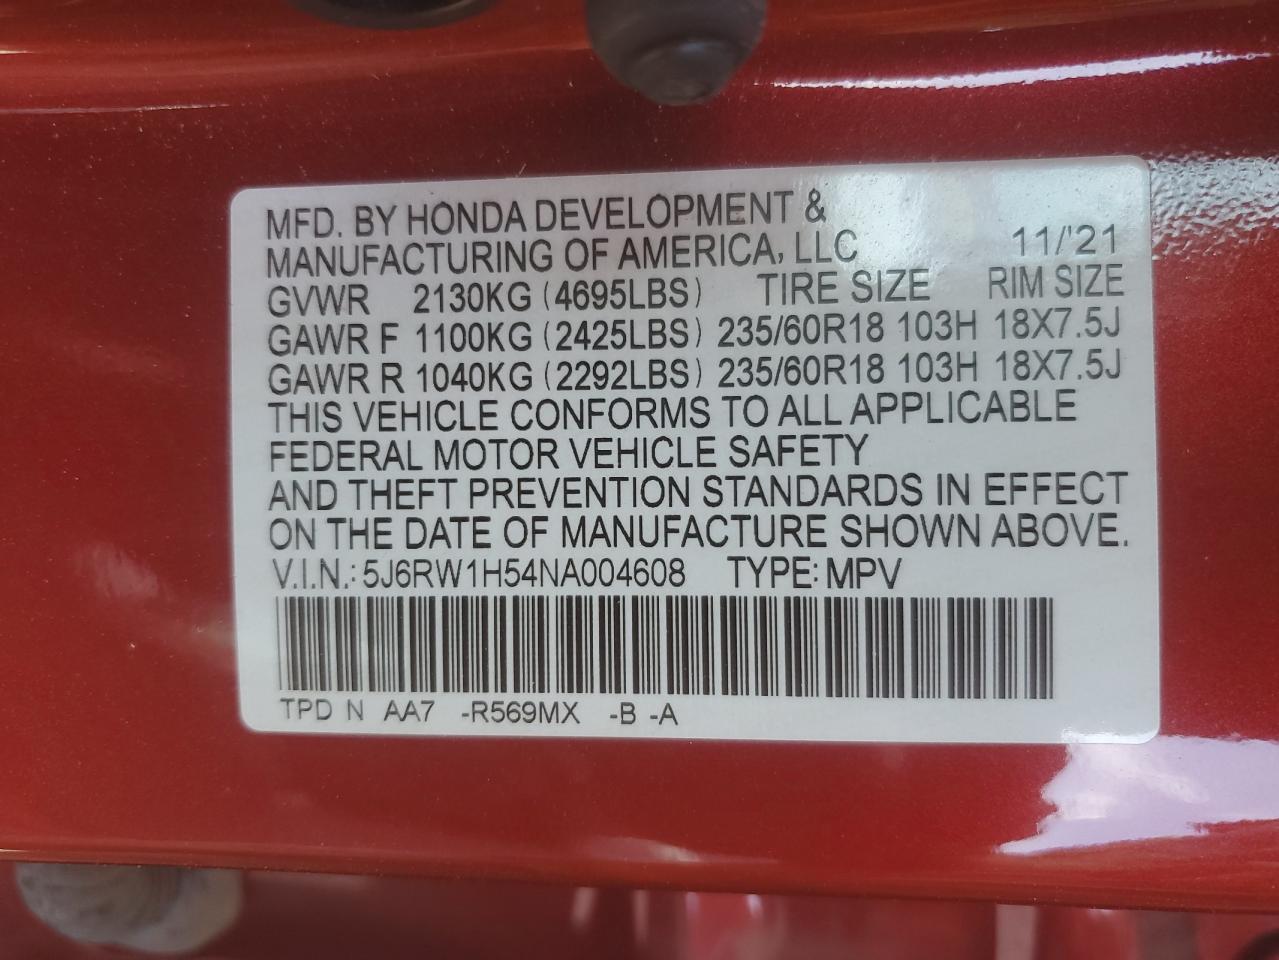 MFD. BY HONDA DEVELOPMENT &
MANUFACTURING OF AMERICA, LLC 11/'21
GVWR 2130KG (4695LBS) TIRE SIZE RIM SIZE
GAWR F 1100KG (2425LBS) 235/60R18 103H 18X7.5J
GAWR R 1040KG (2292LBS) 235/60R18 103H 18X7.5J
THIS VEHICLE CONFORMS TO ALL APPLICABLE
FEDERAL MOTOR VEHICLE SAFETY
AND THEFT PREVENTION STANDARDS IN EFFECT
ON THE DATE OF MANUFACTURE SHOWN ABOVE.
V.I.N.: 5J6RW1H54NA004608 TYPE: MPV
TPD N AA7 -R569MX -B -A